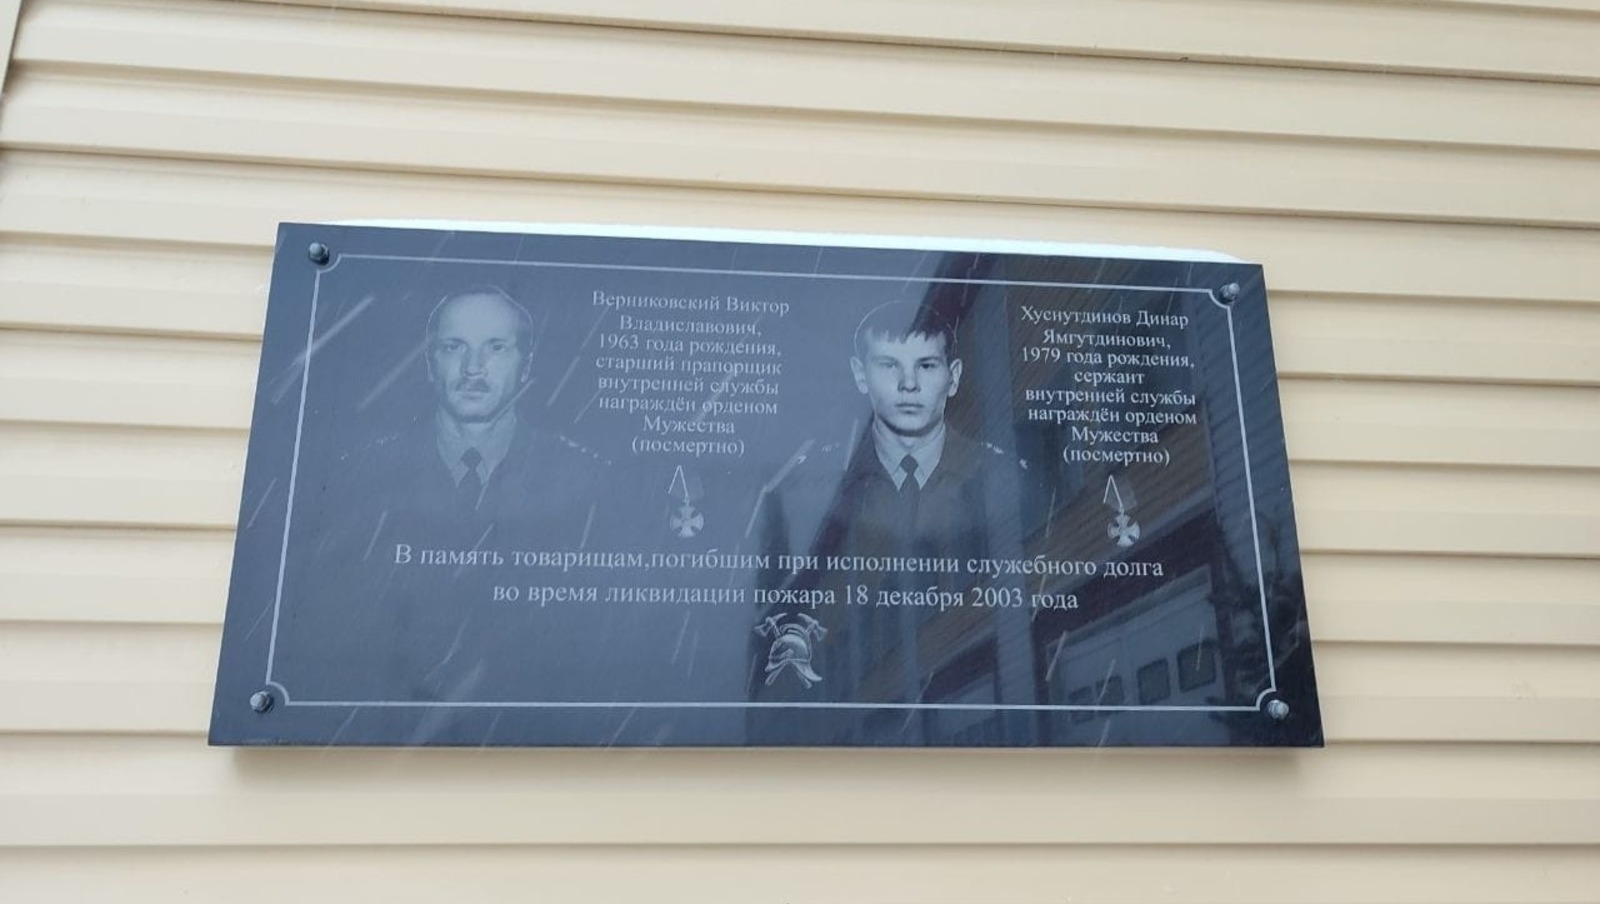 Верниковский Виктор
Владиславович,
1963 года рождения,
старший прапорщик
внутренней службы
награждён орденом
Мужества
(посмертно)
Хуснутдинов Динар
Ямгутдинович,
1979 года рождения,
сержант
внутренней службы
награждён орденом
Мужества
(посмертно)
В память товарищам,погибшим при исполнении служебного долга
во время ликвидации пожара 18 декабря 2003 года